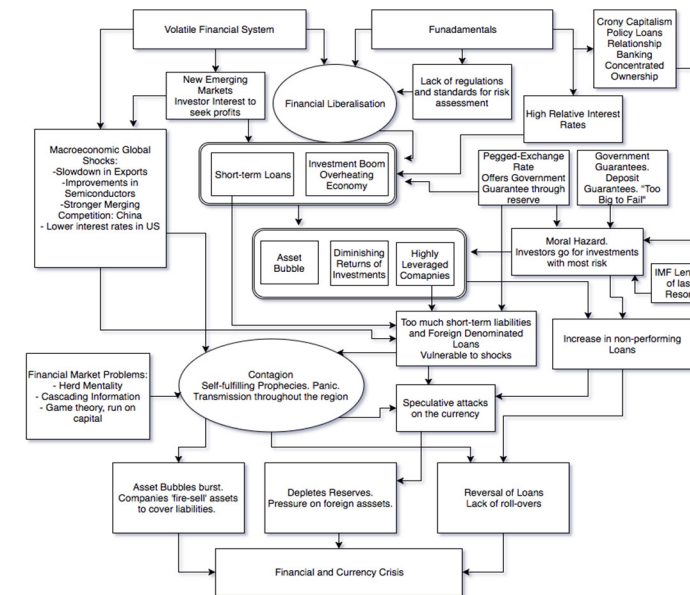 Volatile Financial System
Funadamentals
Crony Capitalism
Policy Loans
Relationship
Banking
Concentrated
Ownership
New Emerging
Markets
Investor Interest to
seek profits
Financial Liberalisation
Lack of regulations
and standards for risk
assessment
High Relative Interest
Rates
Macroeconomic Global
Shocks:
-Slowdown in Exports
-Improvements in
Semiconductors
-Stronger Merging
Competition: China
- Lower interest rates in US
Short-term Loans
Investment Boom
Overheating
Economy
Pegged-Exchange
Rate
Offers Government
Guarantee through
reserve
Government
Guarantees.
Deposit
Guarantees. "Too
Big to Fail"
Asset
Bubble
Diminishing
Returns of
Investments
Highly
Leveraged
Comapnies
Moral Hazard.
Investors go for investments
with most risk
IMF Len
of las
Resor
Too much short-term liabilities
and Foreign Denominated
Loans
Vulnerable to shocks
Increase in non-performing
Loans
Financial Market Problems:
- Herd Mentality
- Cascading Information
- Game theory, run on
capital
Contagion
Self-fulfilling Prophecies. Panic.
Transmission throughout the region
Speculative attacks
on the currency
Asset Bubbles burst.
Companies 'fire-sell' assets
to cover liabilities.
Depletes Reserves.
Pressure on foreign asssets.
Reversal of Loans
Lack of roll-overs
Financial and Currency Crisis